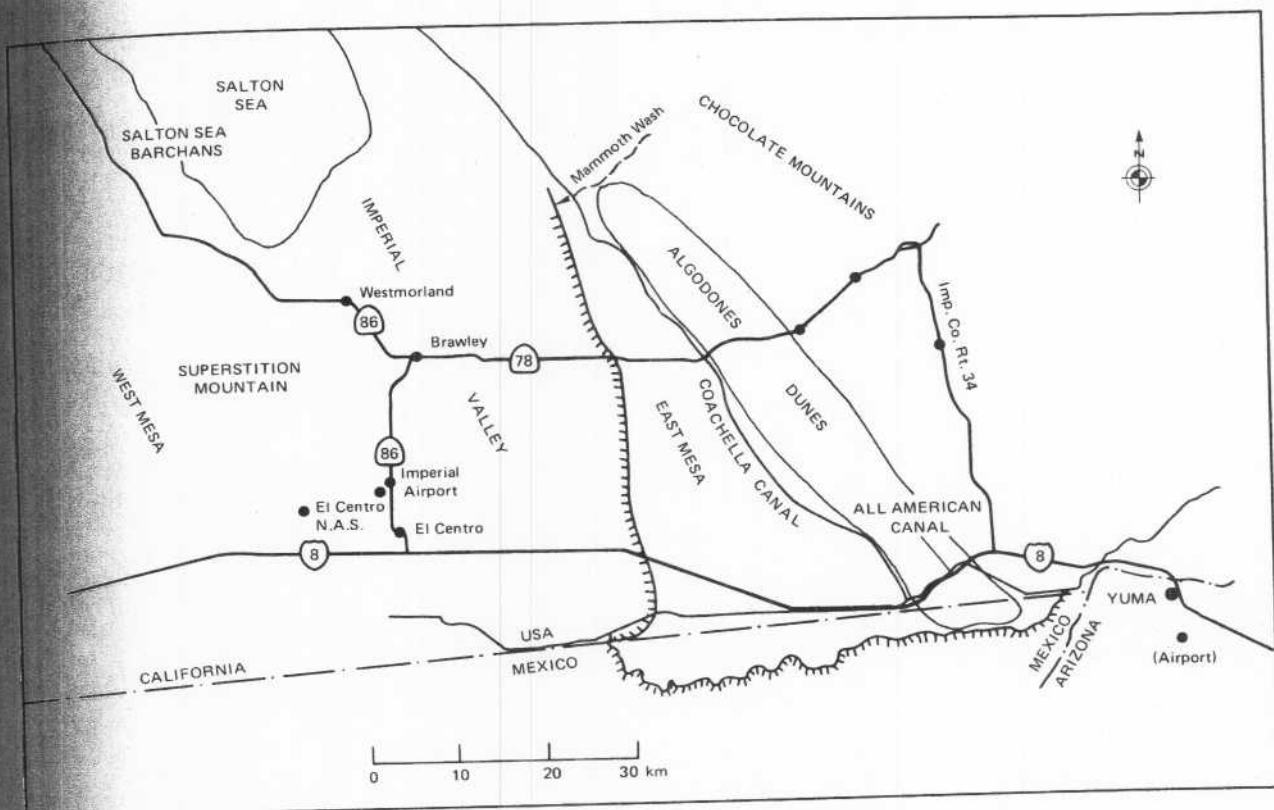 SALTON
SEA
SALTON SEA
BARCHANS
Mammoth Wash
CHOCOLATE MOUNTAINS
N
IMPERIAL
ALGODONES
Westmorland
86
Imp. Co. Rt. 34
Brawley
78
SUPERSTITION
MOUNTAIN
WEST MESA
VALLEY
EAST MESA
COACHELLA CANAL
DUNES
86
Imperial
Airport
El Centro
N.A.S.
El Centro
ALL AMERICAN
CANAL
8
8
YUMA
USA
MEXICO
CALIFORNIA
MEXICO
ARIZONA
(Airport)
0 10 20 30 km